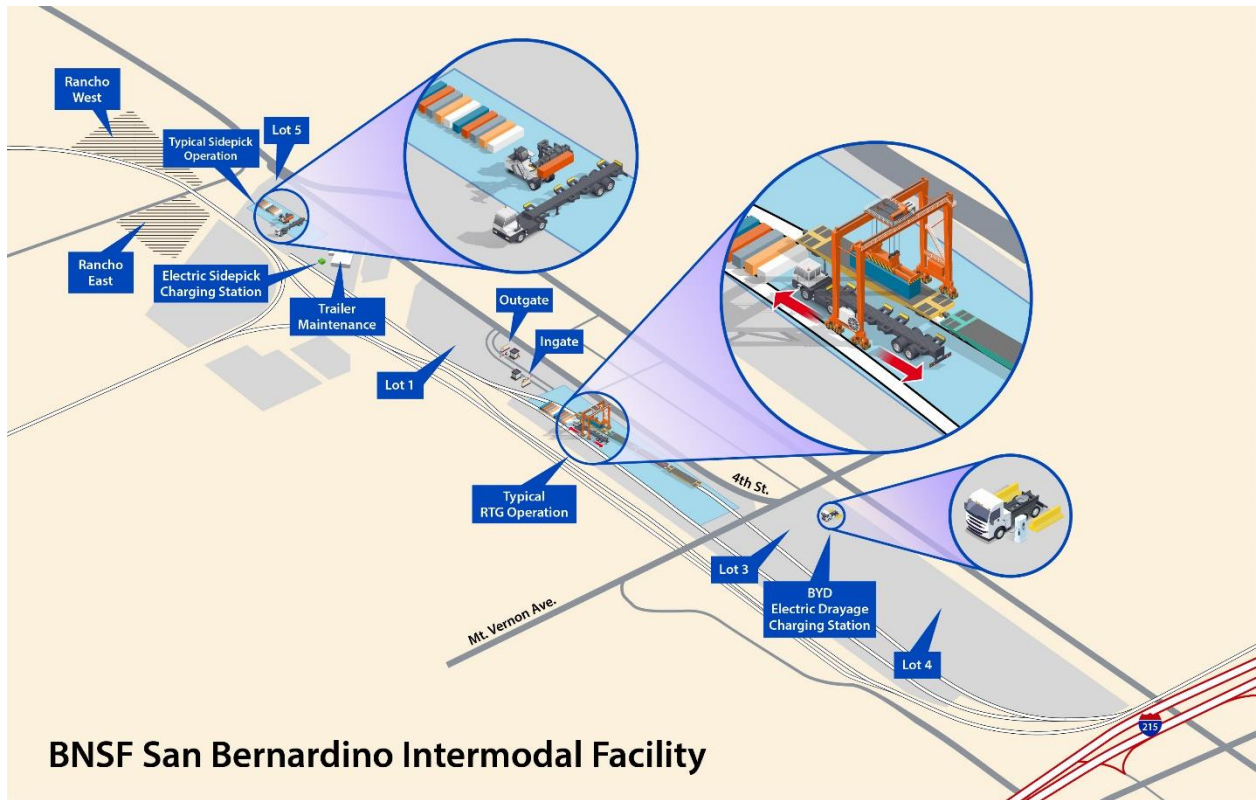 Rancho
West
Typical Sidepick
Operation
Lot 5
Rancho
East
Electric Sidepick
Charging Station
Trailer
Maintenance
Outgate
Ingate
Lot 1
Typical
RTG Operation
4th St.
Lot 3
BYD
Electric Drayage
Charging Station
Mt. Vernon Ave.
Lot 4
215
BNSF San Bernardino Intermodal Facility